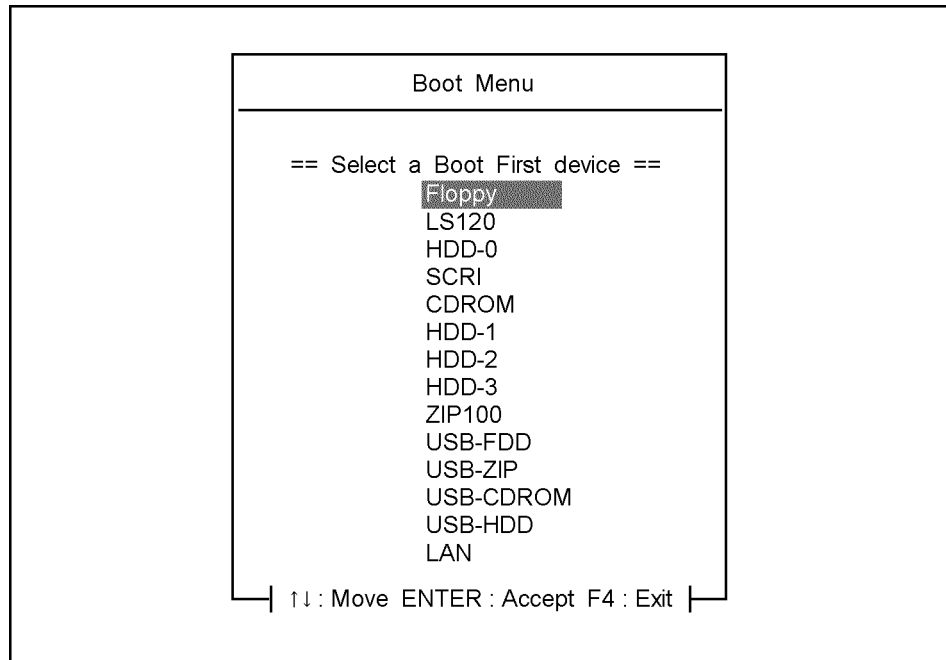 Boot Menu
== Select a Boot First device ==
Floppy
LS120
HDD-0
SCRI
CDROM
HDD-1
HDD-2
HDD-3
ZIP100
USB-FDD
USB-ZIP
USB-CDROM
USB-HDD
LAN
↑↓ : Move ENTER : Accept F4 : Exit